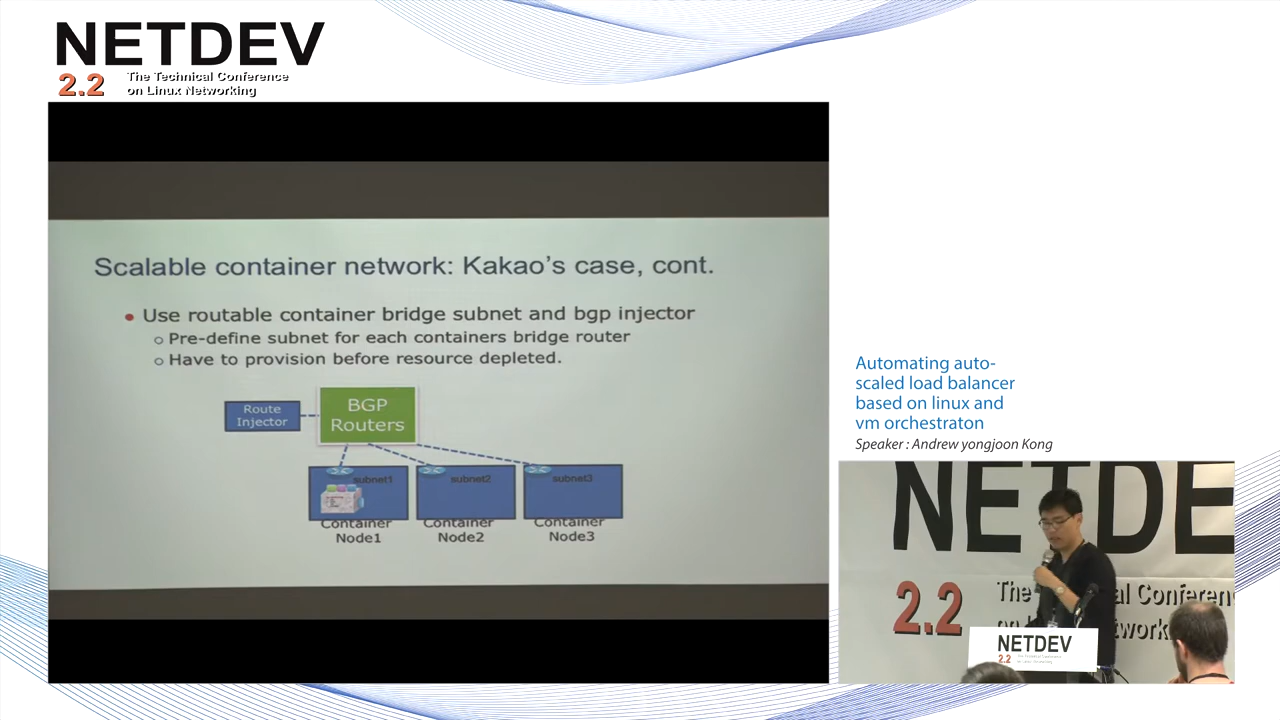 NETDEV
2.2
The Technical Conference
on Linux Networking
Scalable container network: Kakao's case, cont.
Use routable container bridge subnet and bgp injector
Pre-define subnet for each containers bridge router
Have to provision before resource depleted.
Route
Injector
BGP
Routers
subnet1
subnet2
subnet3
Container
Node1
Container
Node2
Container
Node3
Automating auto-
scaled load balancer
based on linux and
vm orchestraton
Speaker : Andrew yongjoon Kong
NETDE
2.2
The
al Conferen
twork
NETDEV
2.2